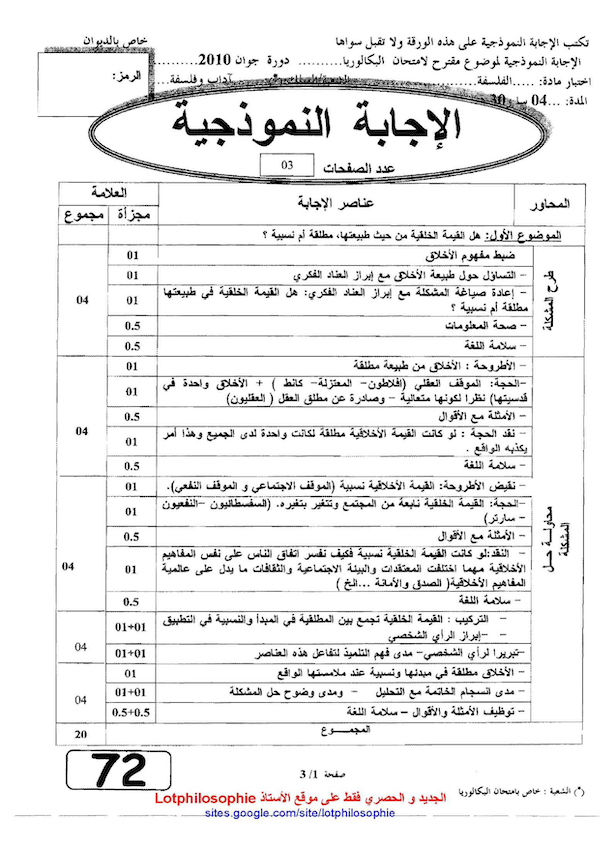 تكتب الإجابة النموذجية على هذه الورقة ولا تقبل سواها
خاص بالديوان
الإجابة النموذجية لموضوع مقترح لامتحان البكالوريا.......... دورة جوان 2010..........
اختبار مادة: .....الفلسفة
آداب وفلسفة
الرمز:
المدة: ...04 سا و30
الإجابة النموذجية
عدد الصفحات 03
المحاور
عناصر الإجابة
العلامة
مجزأة
مجموع
الموضوع الأول: هل القيمة الخلقية من حيث طبيعتها، مطلقة أم نسبية ؟
طرح المشكلة
ضبط مفهوم الأخلاق 01
- التساؤل حول طبيعة الأخلاق مع إبراز العناد الفكري 01
- إعادة صياغة المشكلة مع إبراز العناد الفكري: هل القيمة الخلقية في طبيعتها
مطلقة أم نسبية ؟ 01
04
- صحة المعلومات 0.5
- سلامة اللغة 0.5
محاولة حل المشكلة
- الأطروحة : الأخلاق من طبيعة مطلقة 01
-الحجة: الموقف العقلي (افلاطون- المعتزلة- كانط ) + الأخلاق واحدة في
قدسيتها) نظرا لكونها متعالية - وصادرة عن مطلق العقل ( العقليون) 01
- الأمثلة مع الأقوال 0.5
04
- نقد الحجة : لو كانت القيمة الأخلاقية مطلقة لكانت واحدة لدى الجميع وهذا أمر
يكذبه الواقع . 01
- سلامة اللغة 0.5
- نقيض الأطروحة: القيمة الأخلاقية نسبية (الموقف الاجتماعي و الموقف النفعي). 01
-الحجة: القيمة الخلقية نابعة من المجتمع وتتغير بتغيره. (السفسطائيون -النفعيون
- سارتر) 01
- الأمثلة مع الأقوال 0.5
04
- النقد:لو كانت القيمة الخلقية نسبية فكيف نفسر اتفاق الناس على نفس المفاهيم
الأخلاقية مهما اختلفت المعتقدات والبيئة الاجتماعية والثقافات ما يدل على عالمية
المفاهيم الأخلاقية( الصدق والأمانة ...الخ ) 01
- سلامة اللغة 0.5
- التركيب : القيمة الخلقية تجمع بين المطلقية في المبدأ والنسبية في التطبيق
- -إبراز الرأي الشخصي 01+01
04
-تبريرا لرأي الشخصي- مدى فهم التلميذ لتفاعل هذه العناصر 01+01
- الأخلاق مطلقة في مبدئها ونسبية عند ملامستها الواقع 01
- مدى انسجام الخاتمة مع التحليل - ومدى وضوح حل المشكلة 01+01
04
- توظيف الأمثلة والأقوال - سلامة اللغة 0.5+0.5
المجموع 20
72
صفحة 1/ 3
(*) الشعبة : خاص بامتحان البكالوريا
الجديد و الحصري فقط على موقع الأستاذ Lotphilosophie
sites.google.com/site/lotphilosophie